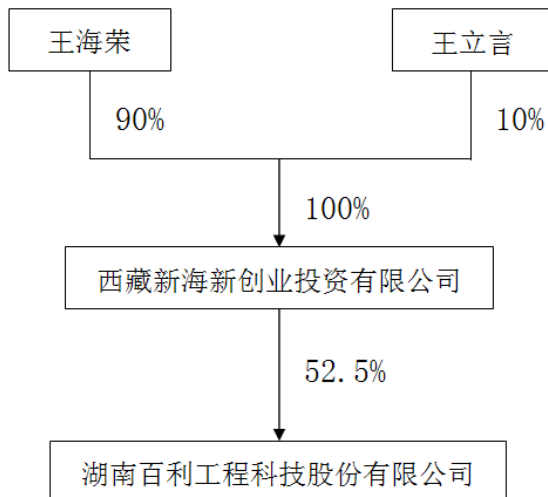 王海荣
王立言
90%
10%
100%
西藏新海新创业投资有限公司
52.5%
湖南百利工程科技股份有限公司